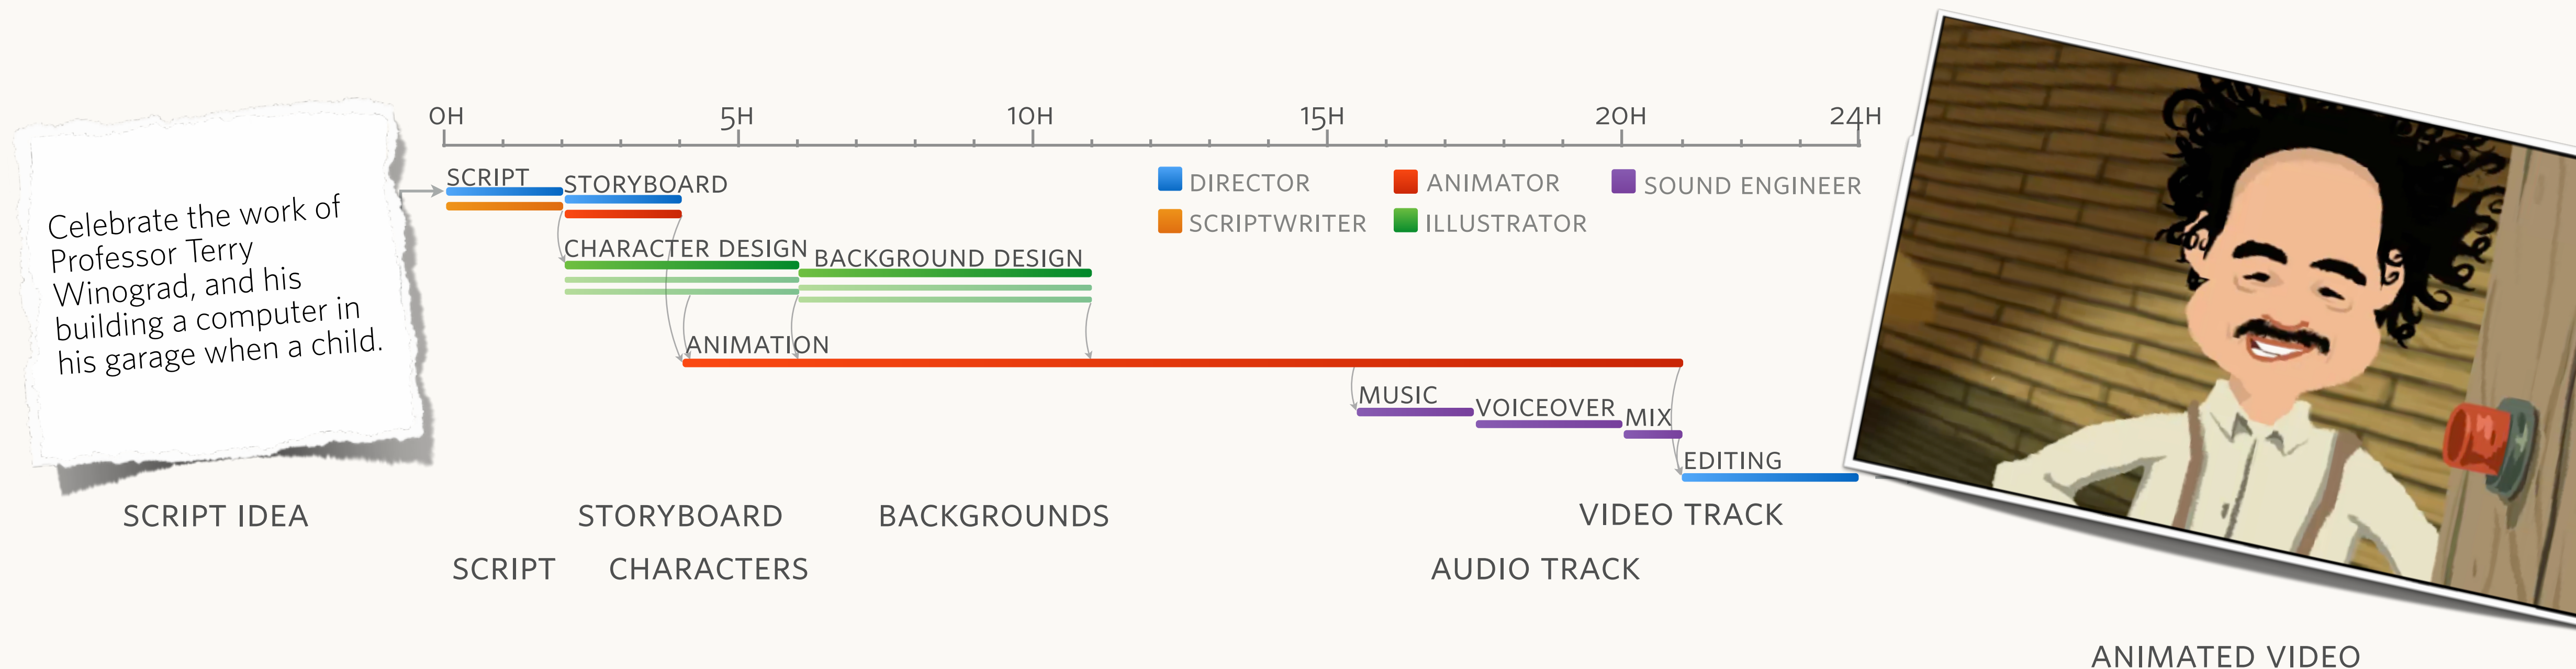 Celebrate the work of
Professor Terry
Winograd, and his
building a computer in
his garage when a child.
SCRIPT IDEA
0H 5H 10H 15H 20H 24H
SCRIPT
STORYBOARD
DIRECTOR
ANIMATOR
SOUND ENGINEER
SCRIPTWRITER
ILLUSTRATOR
CHARACTER DESIGN
BACKGROUND DESIGN
ANIMATION
MUSIC
VOICEOVER
MIX
EDITING
STORYBOARD
BACKGROUNDS
VIDEO TRACK
SCRIPT
CHARACTERS
AUDIO TRACK
ANIMATED VIDEO